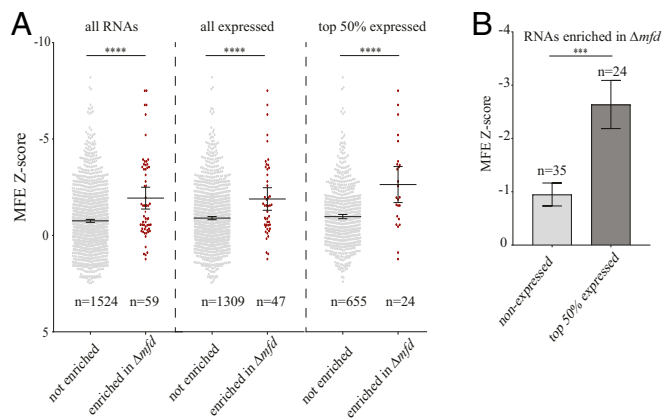 A
all RNAs all expressed top 50% expressed
**** **** ****
-10
-5
0
5
MFE Z-score
n=1524 n=59 n=1309 n=47 n=655 n=24
not enriched
enriched in Δmfd
not enriched
enriched in Δmfd
not enriched
enriched in Δmfd
B
RNAs enriched in Δmfd
***
-4
-3
-2
-1
0
MFE Z-score
n=24
n=35
non-expressed
top 50% expressed